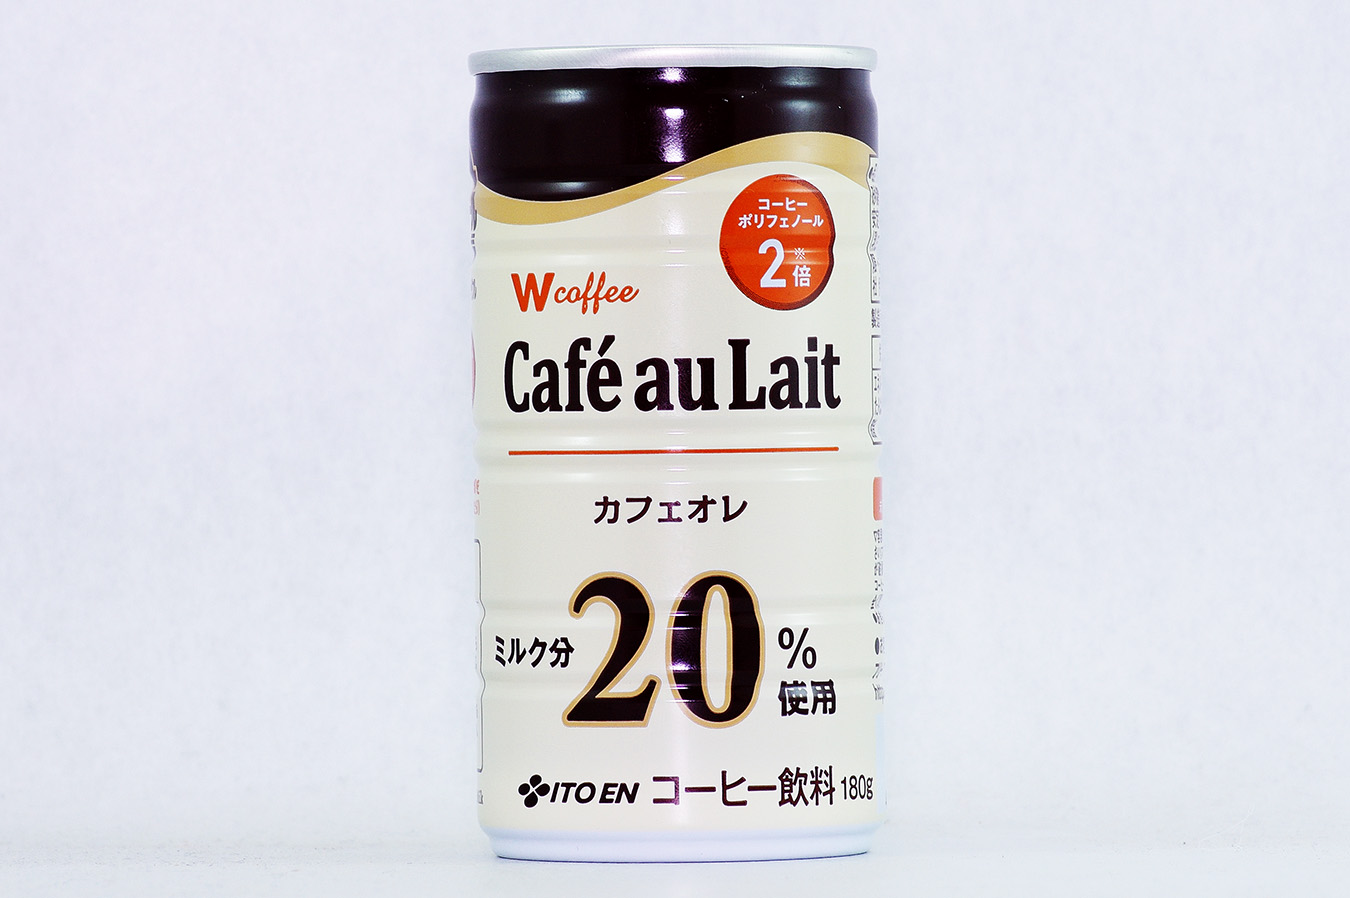 コーヒー
ポリフェノール
2※倍
W coffee
Café au Lait
カフェオレ
ミルク分 20%
使用
ITO EN コーヒー飲料 180g